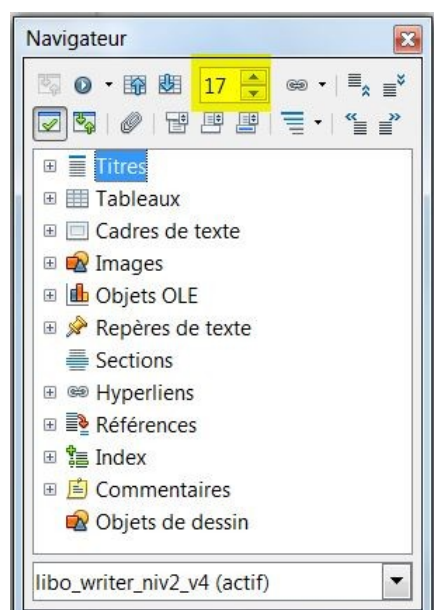 Navigateur
17
Titres
Tableaux
Cadres de texte
Images
Objets OLE
Repères de texte
Sections
Hyperliens
Références
Index
Commentaires
Objets de dessin
libo_writer_niv2_v4 (actif)